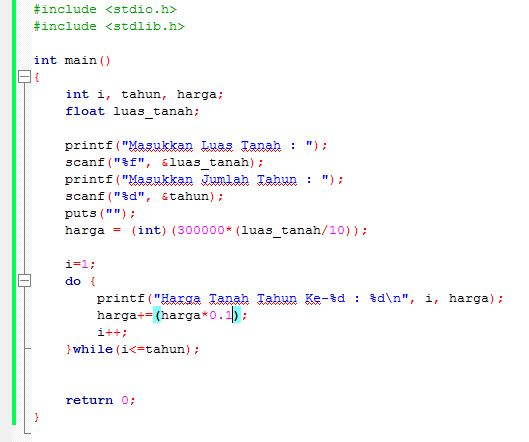 #include <stdio.h>
#include <stdlib.h>
int main()
{
int i, tahun, harga;
float luas_tanah;
printf("Masukkan Luas Tanah : ");
scanf("%f", &luas_tanah);
printf("Masukkan Jumlah Tahun : ");
scanf("%d", &tahun);
puts("");
harga = (int)(300000*(luas_tanah/10));
i=1;
do {
printf("Harga Tanah Tahun Ke-%d : %d\n", i, harga);
harga+=(harga*0.1);
i++;
}while(i<=tahun);
return 0;
}